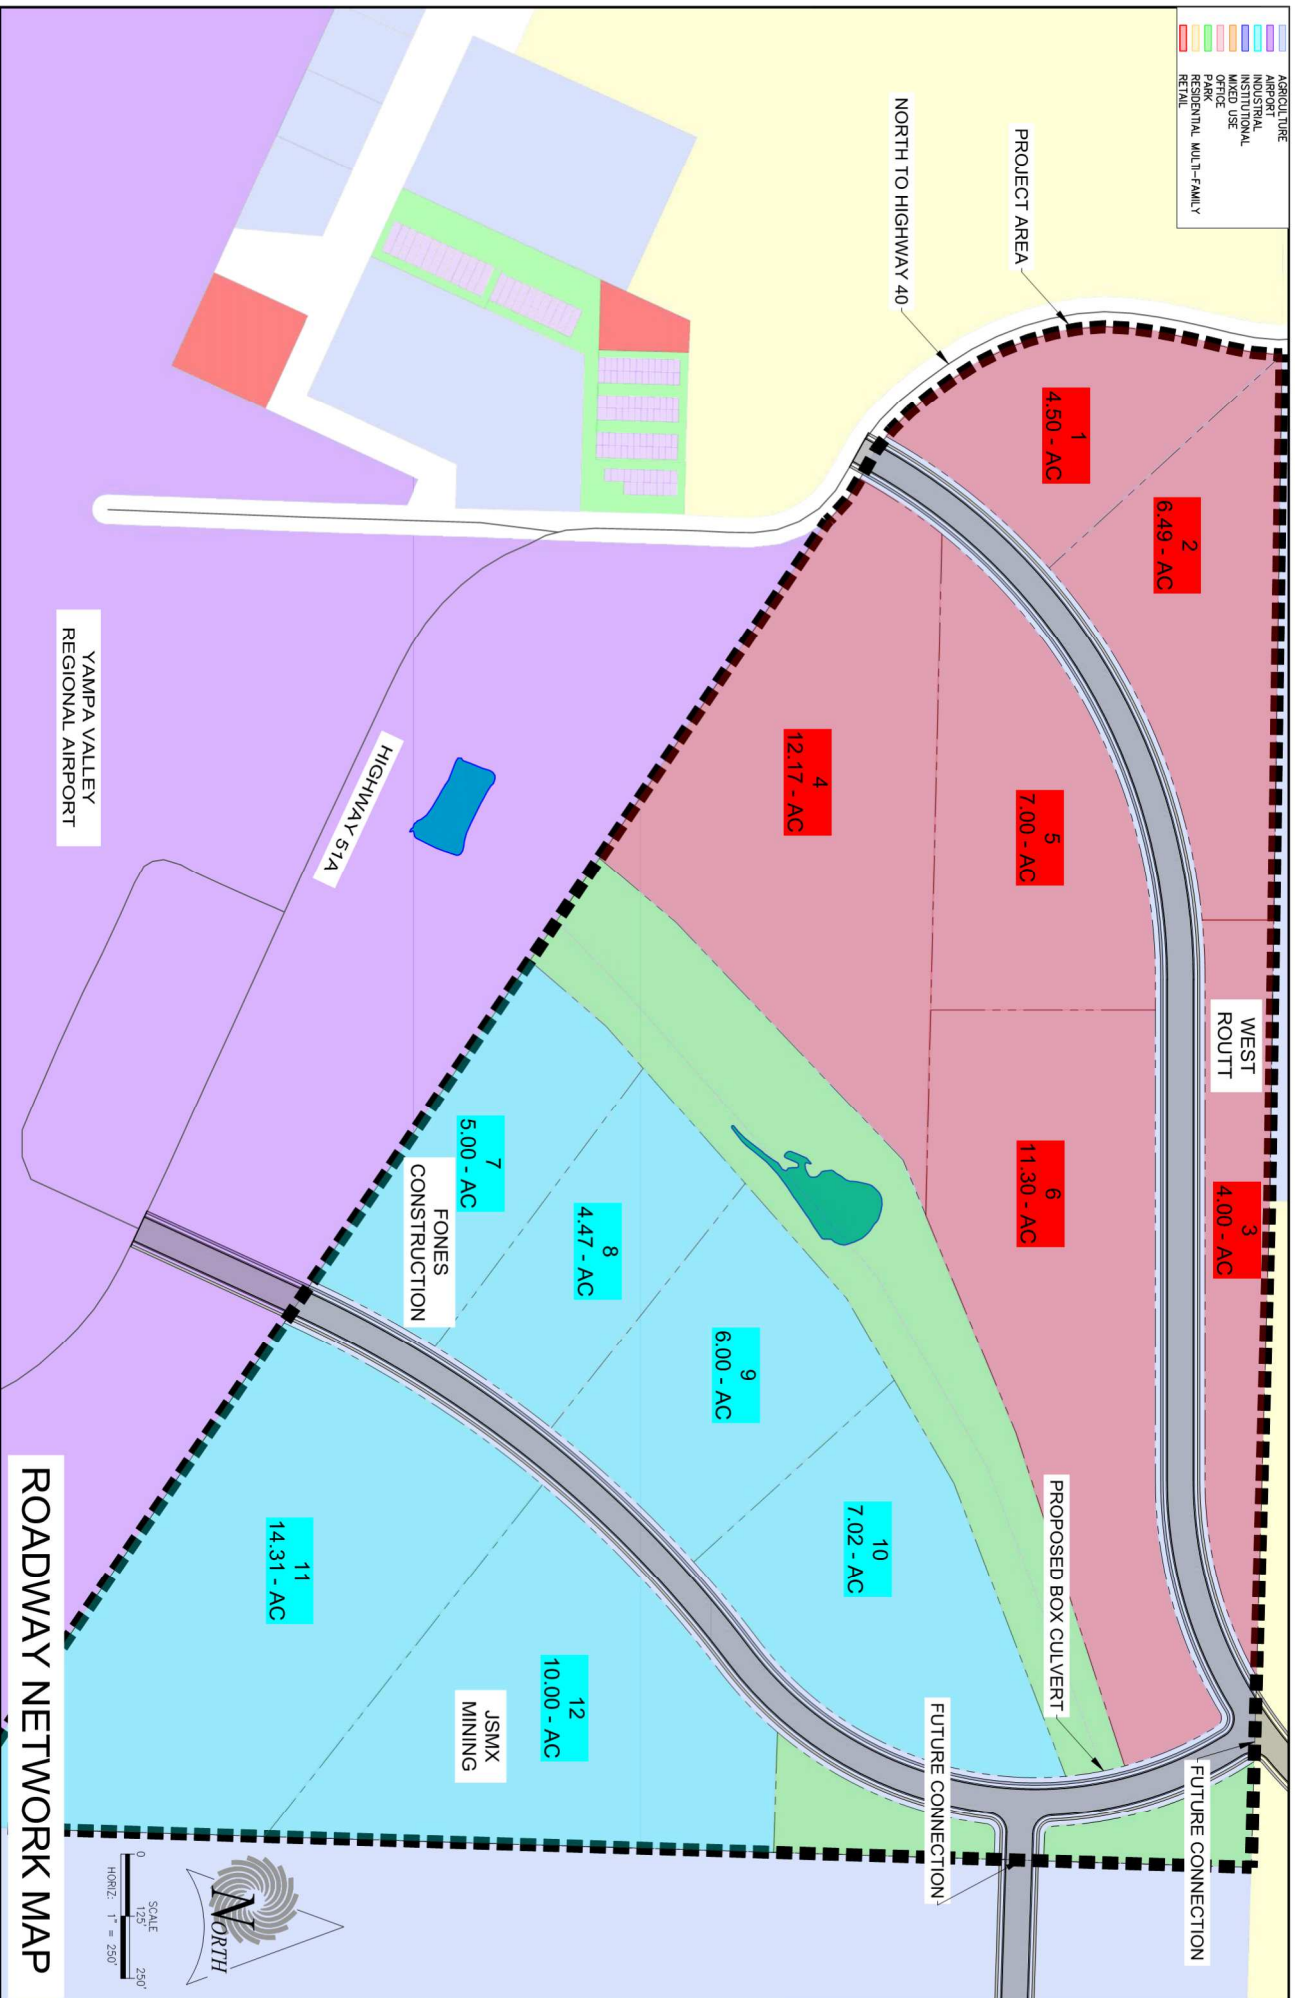 AGRICULTURE
AIRPORT
INDUSTRIAL
INSTITUTIONAL
MIXED USE
OFFICE
PARK
RESIDENTIAL MULTI-FAMILY
RETAIL
PROJECT AREA
NORTH TO HIGHWAY 40
1
4.50 - AC
2
6.49 - AC
WEST
ROUTT
3
4.00 - AC
4
12.17 - AC
5
7.00 - AC
6
11.30 - AC
PROPOSED BOX CULVERT
FUTURE CONNECTION
FUTURE CONNECTION
7
5.00 - AC
FONES
CONSTRUCTION
8
4.47 - AC
9
6.00 - AC
10
7.02 - AC
11
14.31 - AC
12
10.00 - AC
JSMX
MINING
HIGHWAY 51A
YAMPA VALLEY
REGIONAL AIRPORT
NORTH
SCALE
0 125' 250'
HORIZ: 1" = 250'
ROADWAY NETWORK MAP